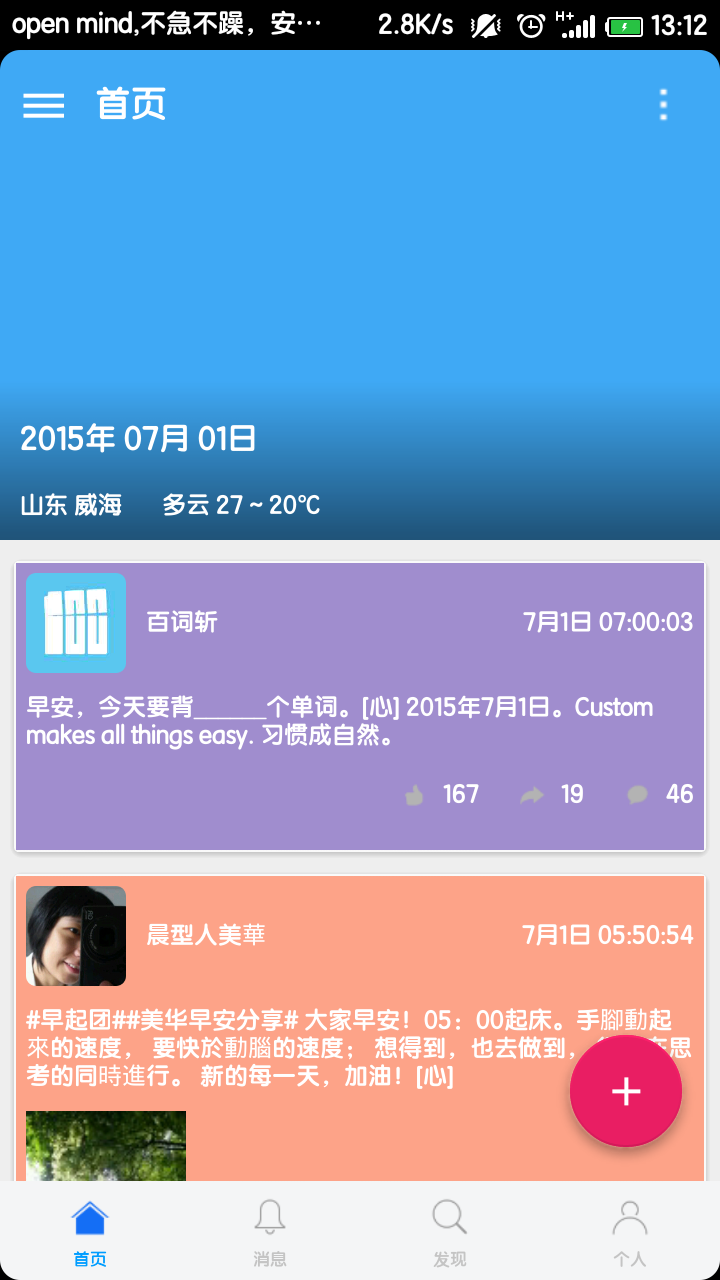 open mind,不急不躁，安… 2.8K/s H+ 13:12
首页
2015年 07月 01日
山东 威海 多云 27 ~ 20℃
百词斩 7月1日 07:00:03
早安，今天要背______个单词。[心] 2015年7月1日。Custom
makes all things easy. 习惯成自然。
167 19 46
晨型人美華 7月1日 05:50:54
#早起团##美华早安分享# 大家早安！05：00起床。手腳動起
來的速度， 要快於動腦的速度； 想得到，也去做到， 思
考的同時進行。 新的每一天，加油！[心]
首页 消息 发现 个人